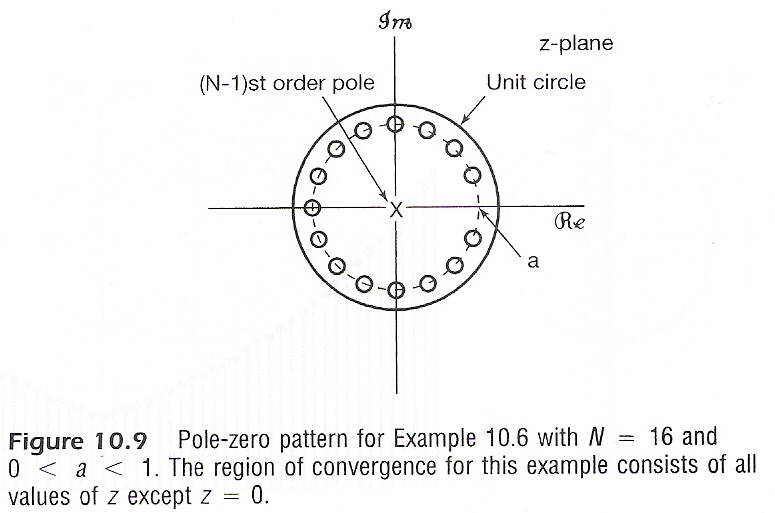 ℐm
z-plane
(N-1)st order pole
Unit circle
X
ℛe
a
Figure 10.9 Pole-zero pattern for Example 10.6 with N = 16 and
0 < a < 1. The region of convergence for this example consists of all
values of z except z = 0.